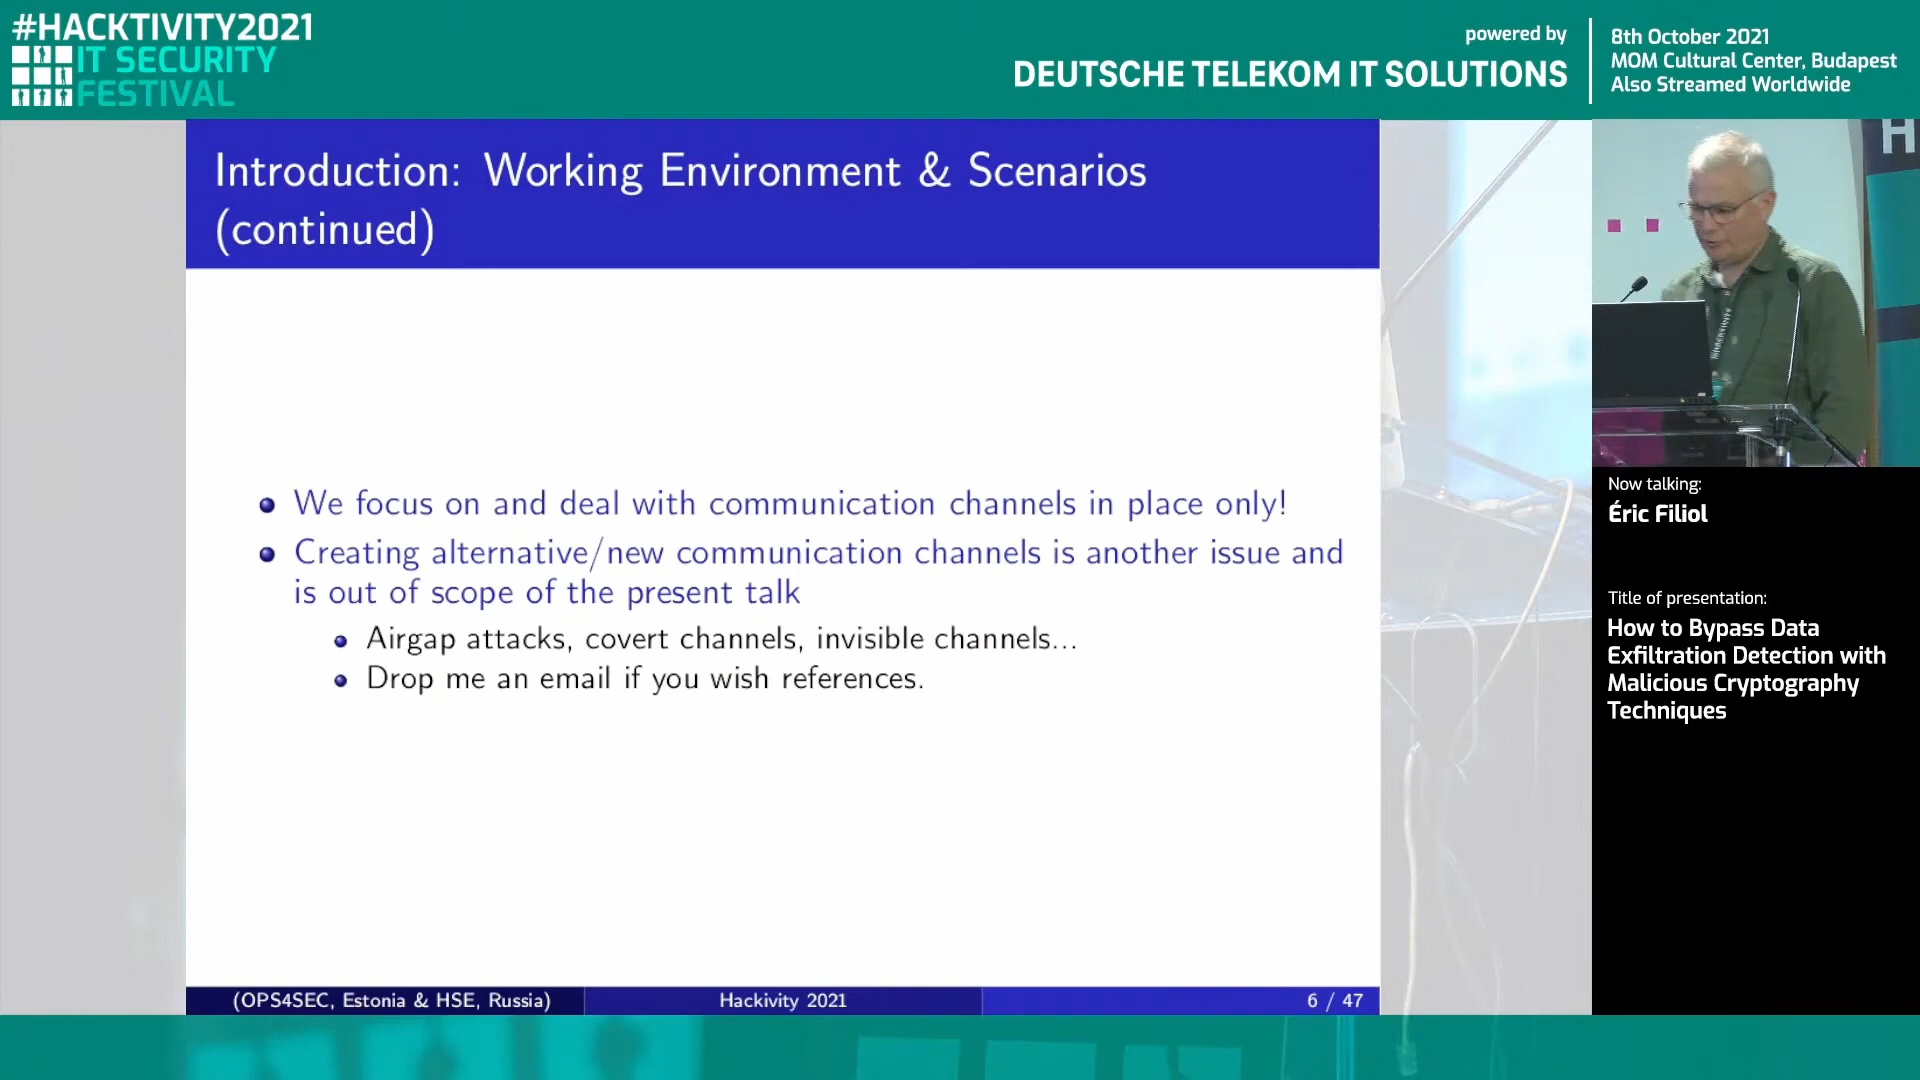 #HACKTIVITY2021
IT SECURITY
FESTIVAL
powered by
DEUTSCHE TELEKOM IT SOLUTIONS
8th October 2021
MOM Cultural Center, Budapest
Also Streamed Worldwide
Introduction: Working Environment & Scenarios
(continued)
We focus on and deal with communication channels in place only!
Creating alternative/new communication channels is another issue and
is out of scope of the present talk
Airgap attacks, covert channels, invisible channels...
Drop me an email if you wish references.
(OPS4SEC, Estonia & HSE, Russia)
Hackivity 2021
6 / 47
H
Now talking:
Éric Filiol
Title of presentation:
How to Bypass Data
Exfiltration Detection with
Malicious Cryptography
Techniques